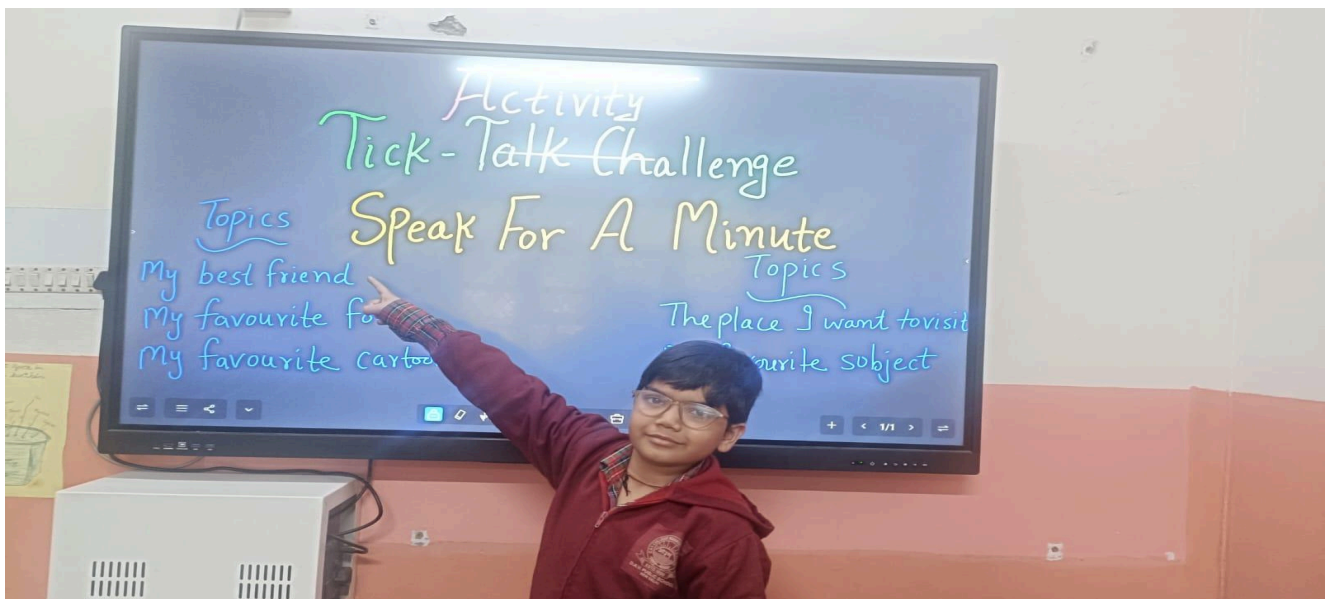 Activity
Tick-Talk Challenge
Speak For A Minute
Topics
My best friend
My favourite
My favourite
Topics
The place I want to visit
subject
1/1